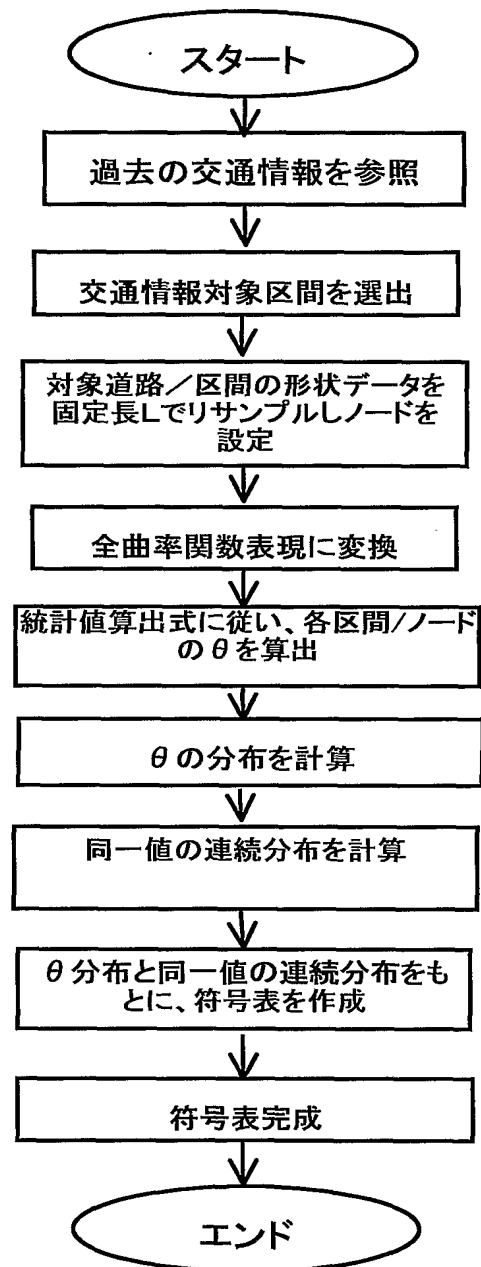 スタート
過去の交通情報を参照
交通情報対象区間を選出
対象道路／区間の形状データを
固定長Lでリサンプルしノードを
設定
全曲率関数表現に変換
統計値算出式に従い、各区間/ノード
のθを算出
θの分布を計算
同一値の連続分布を計算
θ分布と同一値の連続分布をも
とに、符号表を作成
符号表完成
エンド